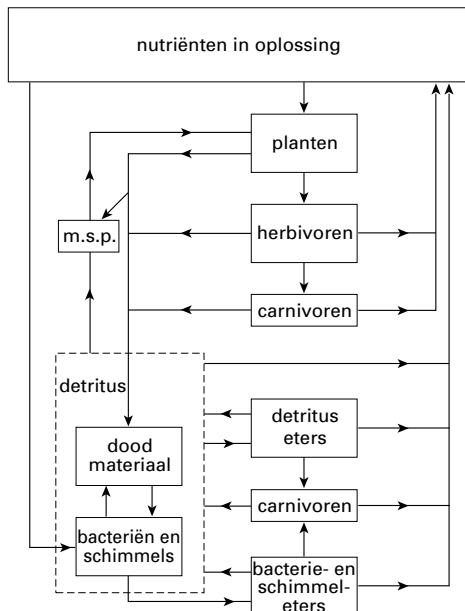 nutriënten in oplossing
planten
m.s.p.
herbivoren
carnivoren
detritus
dood
materiaal
detritus
eters
carnivoren
bacteriën en
schimmels
bacterie- en
schimmel-
eters